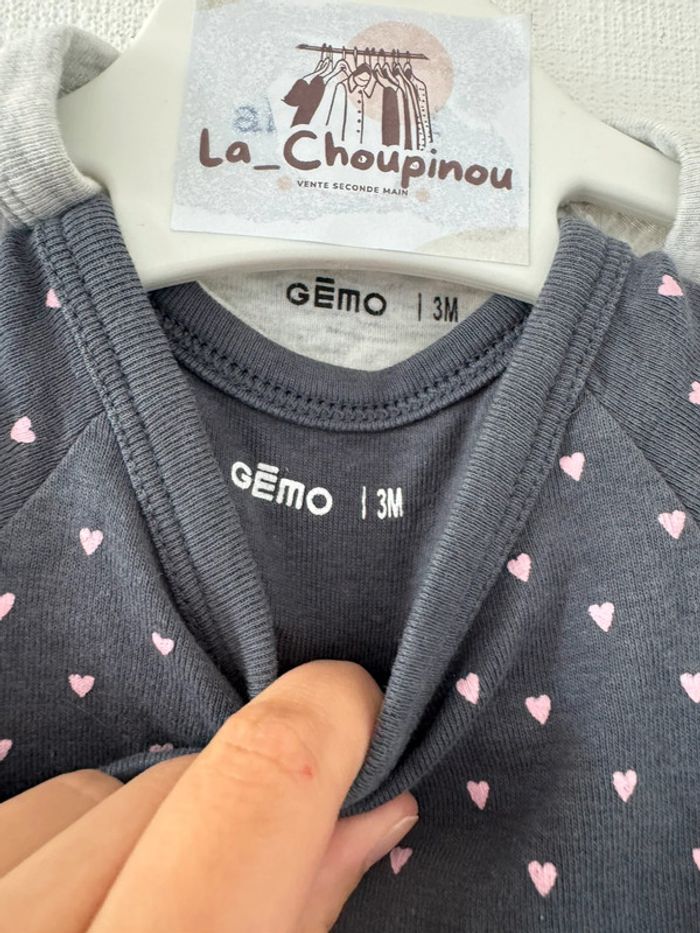 La_Choupinou
VENTE SECONDE MAIN
GĒMO | 3M
GĒMO | 3M